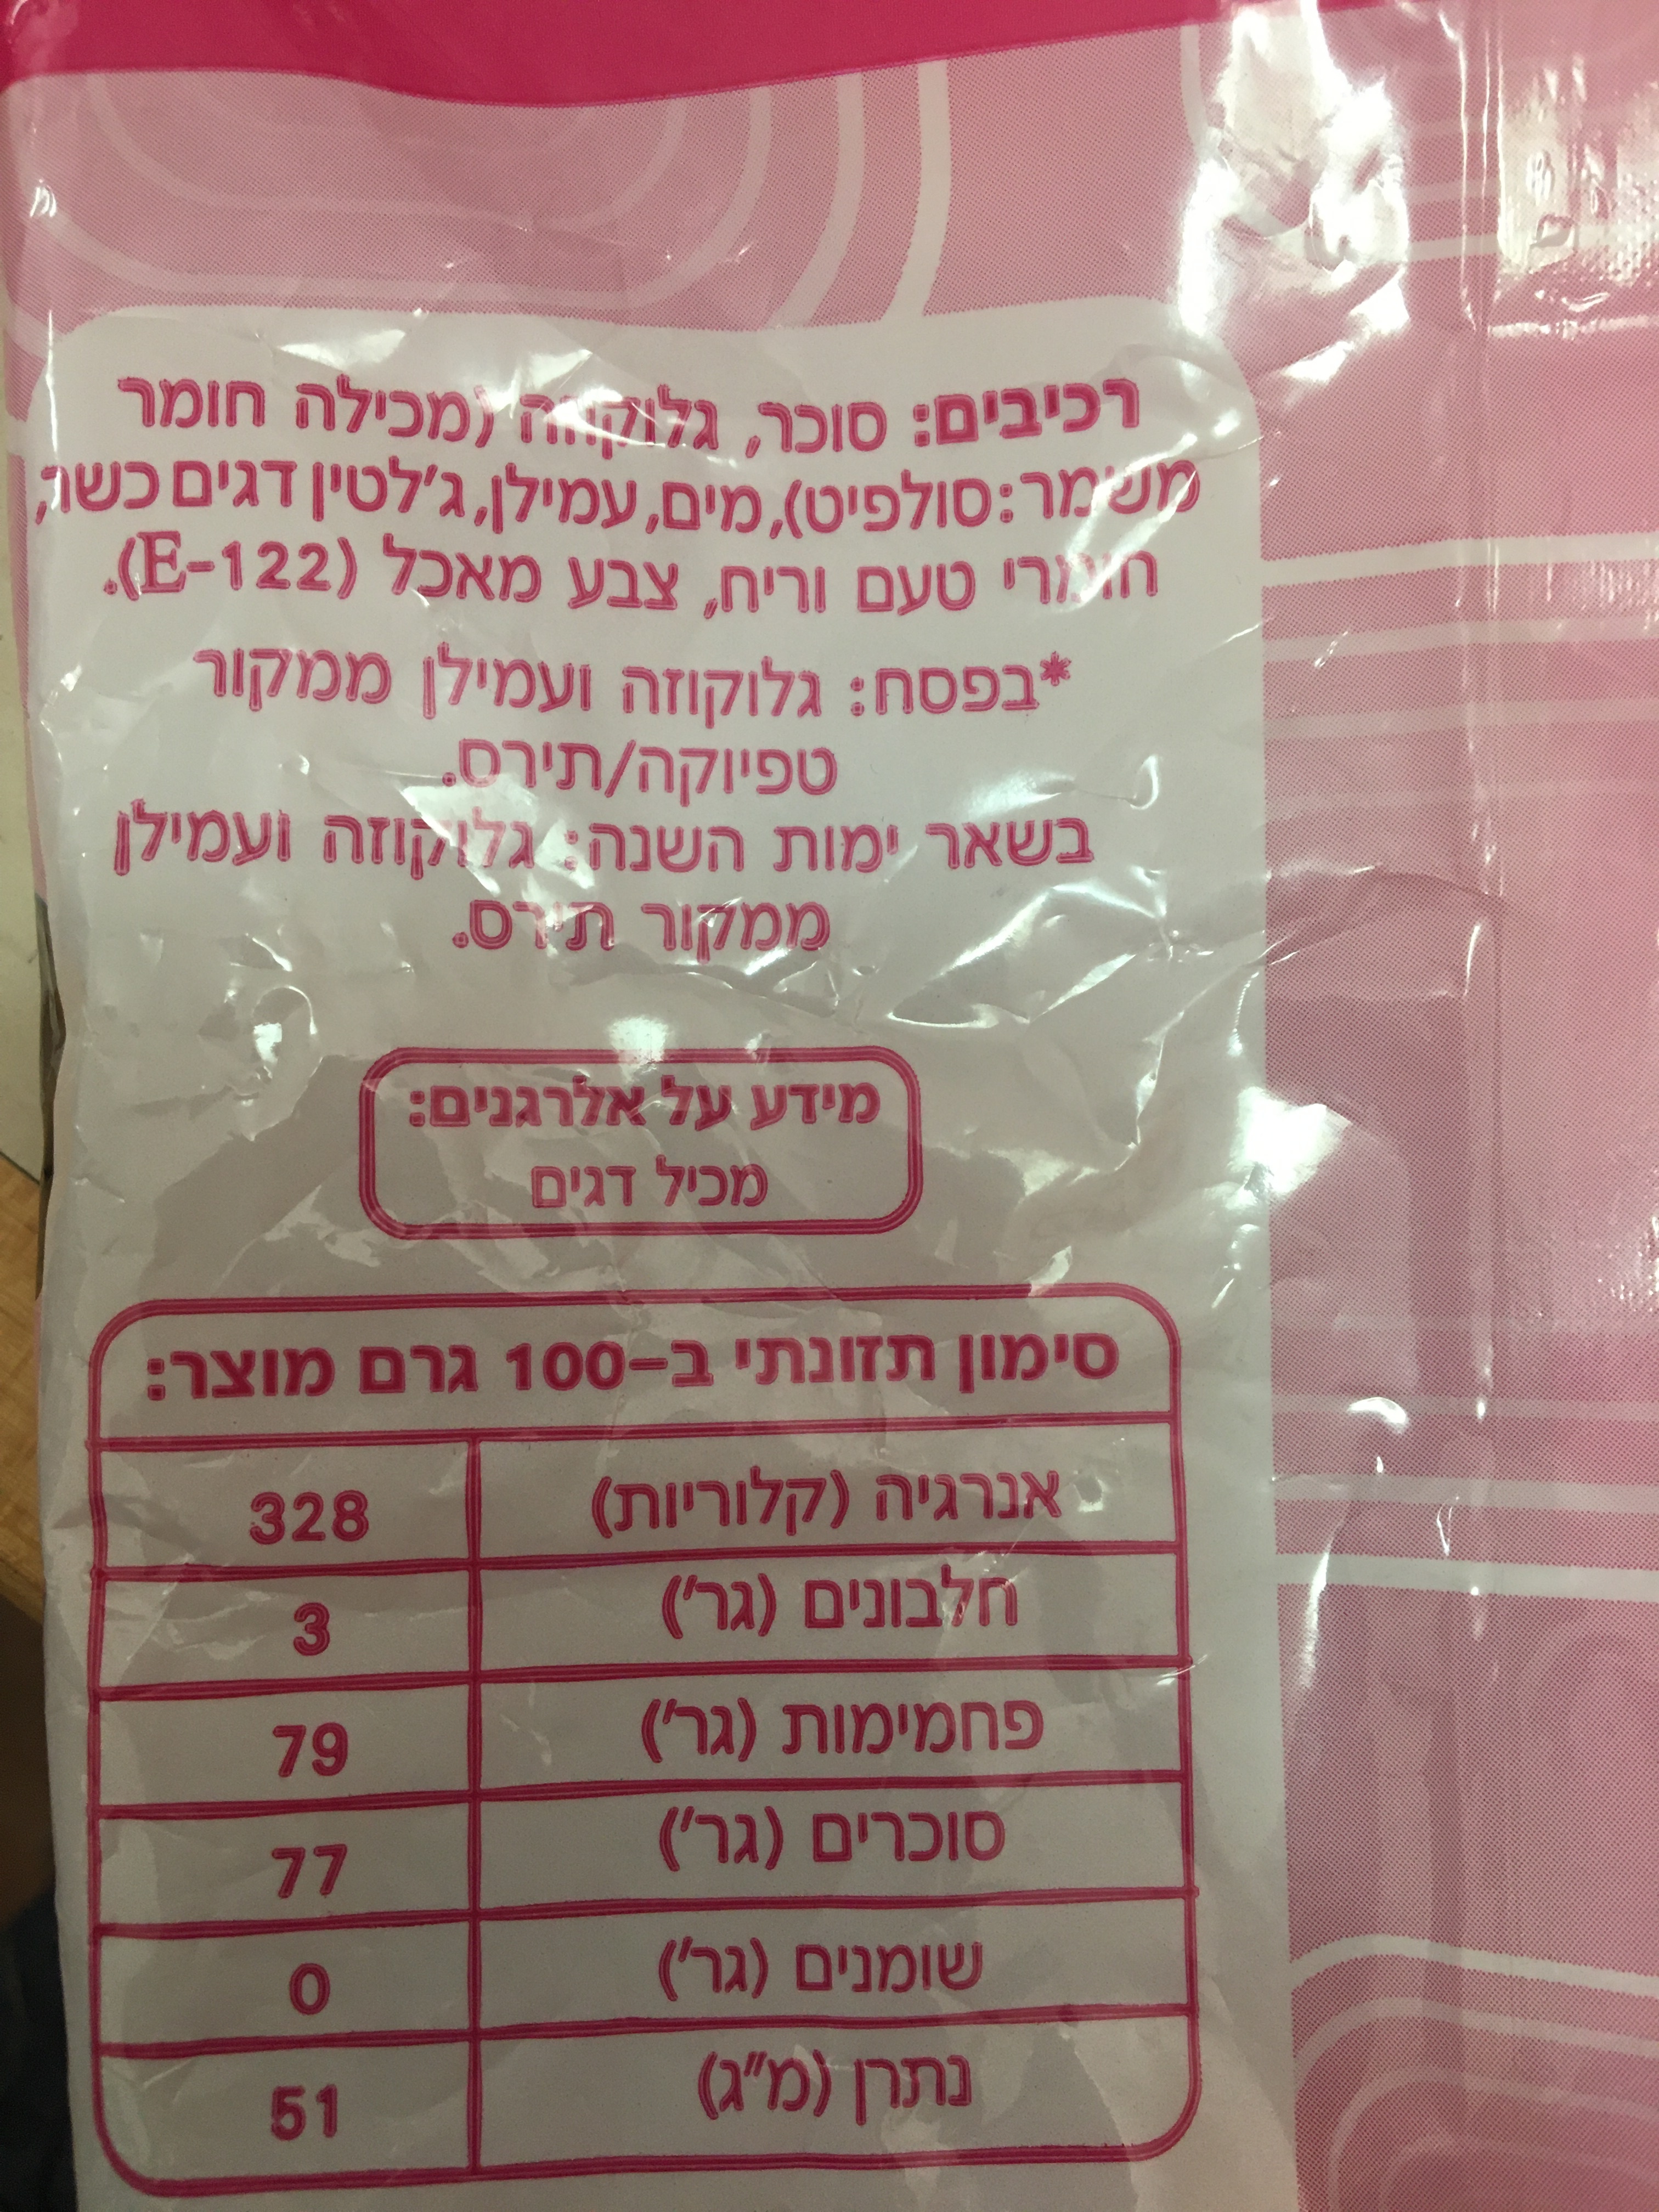 רכיבים: סוכר, גלוקוזה (מכילה חומר
משמר:סולפיט),מים,עמילן,ג'לטין דגים כשר,
חומרי טעם וריח, צבע מאכל (E-122).
*בפסח: גלוקוזה ועמילן ממקור
טפיוקה/תירס.
בשאר ימות השנה: גלוקוזה ועמילן
ממקור תירס.
מידע על אלרגנים:
מכיל דגים
סימון תזונתי ב-100 גרם מוצר:
אנרגיה (קלוריות) 328
חלבונים (גר') 3
פחמימות (גר') 79
סוכרים (גר') 77
שומנים (גר') 0
נתרן (מ"ג) 51